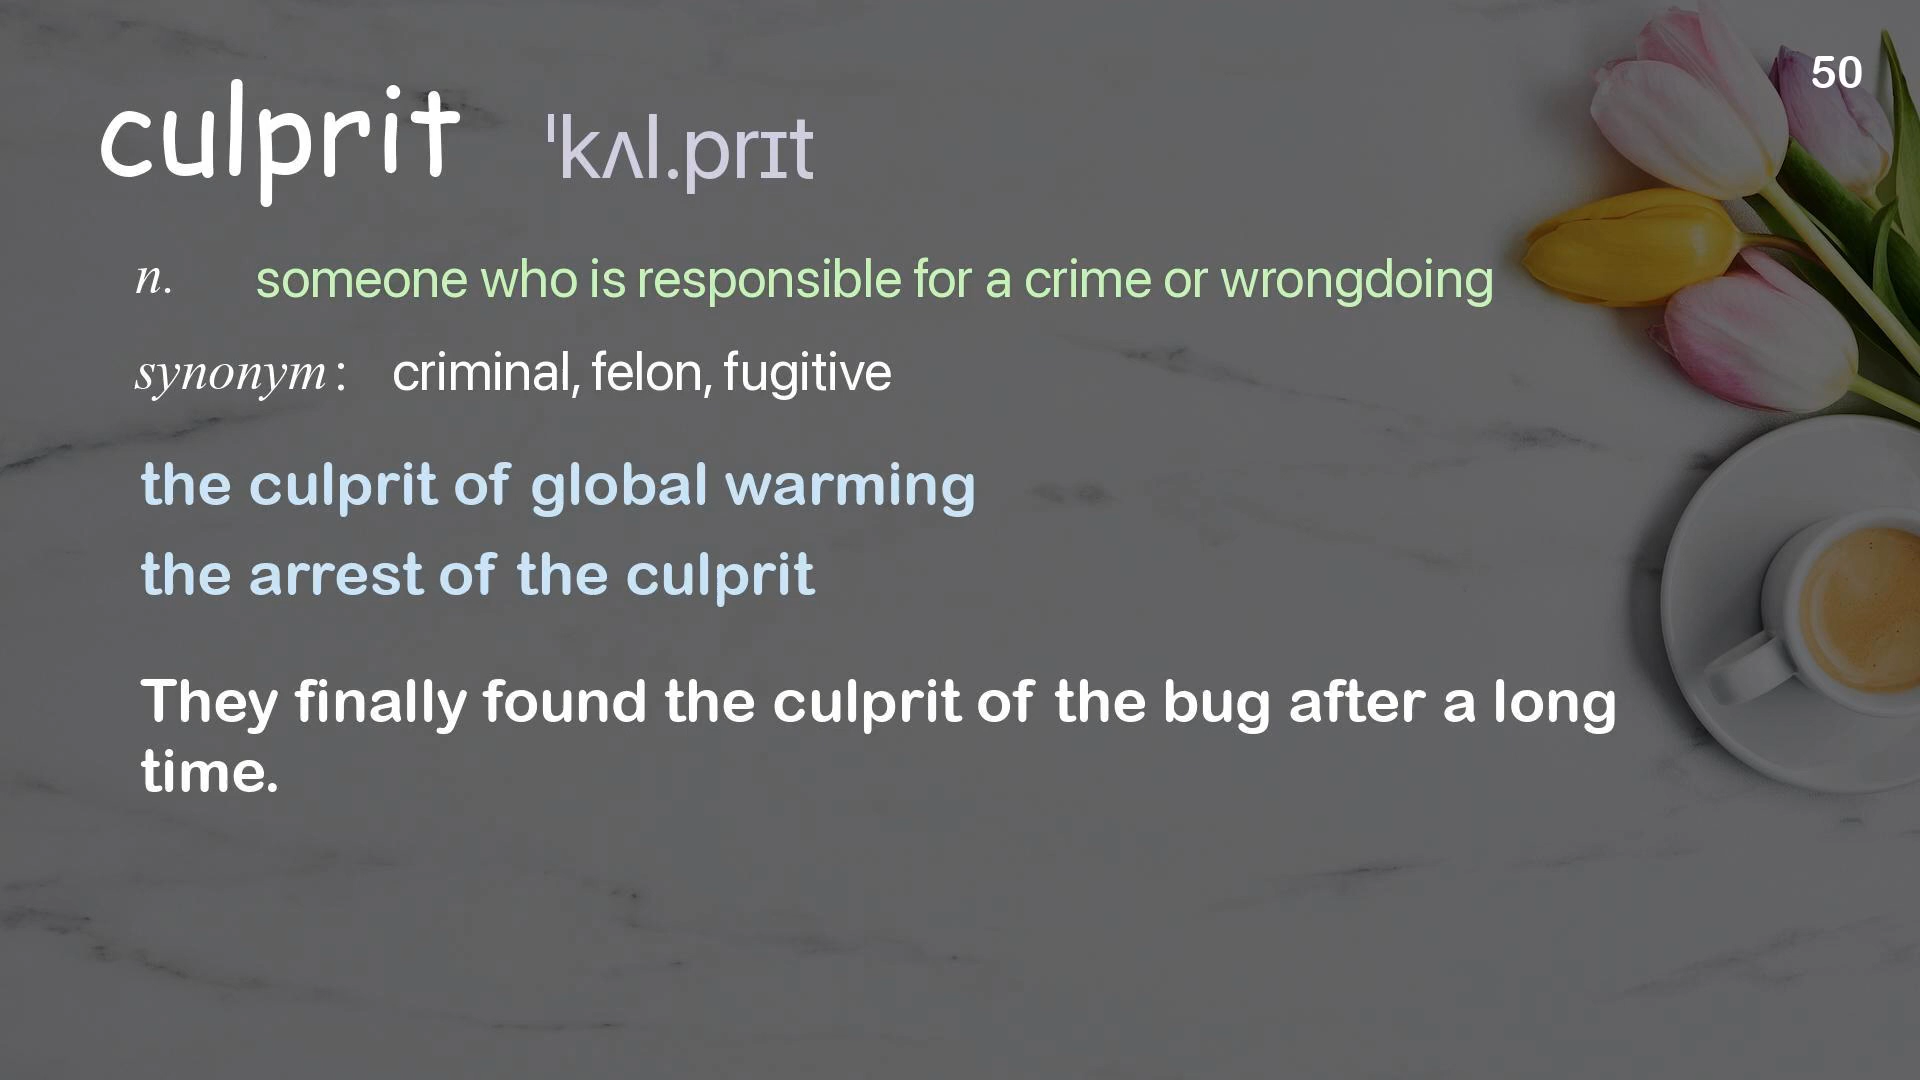 50
culprit ˈkʌl.prɪt
n. someone who is responsible for a crime or wrongdoing
synonym: criminal, felon, fugitive
the culprit of global warming
the arrest of the culprit
They finally found the culprit of the bug after a long
time.